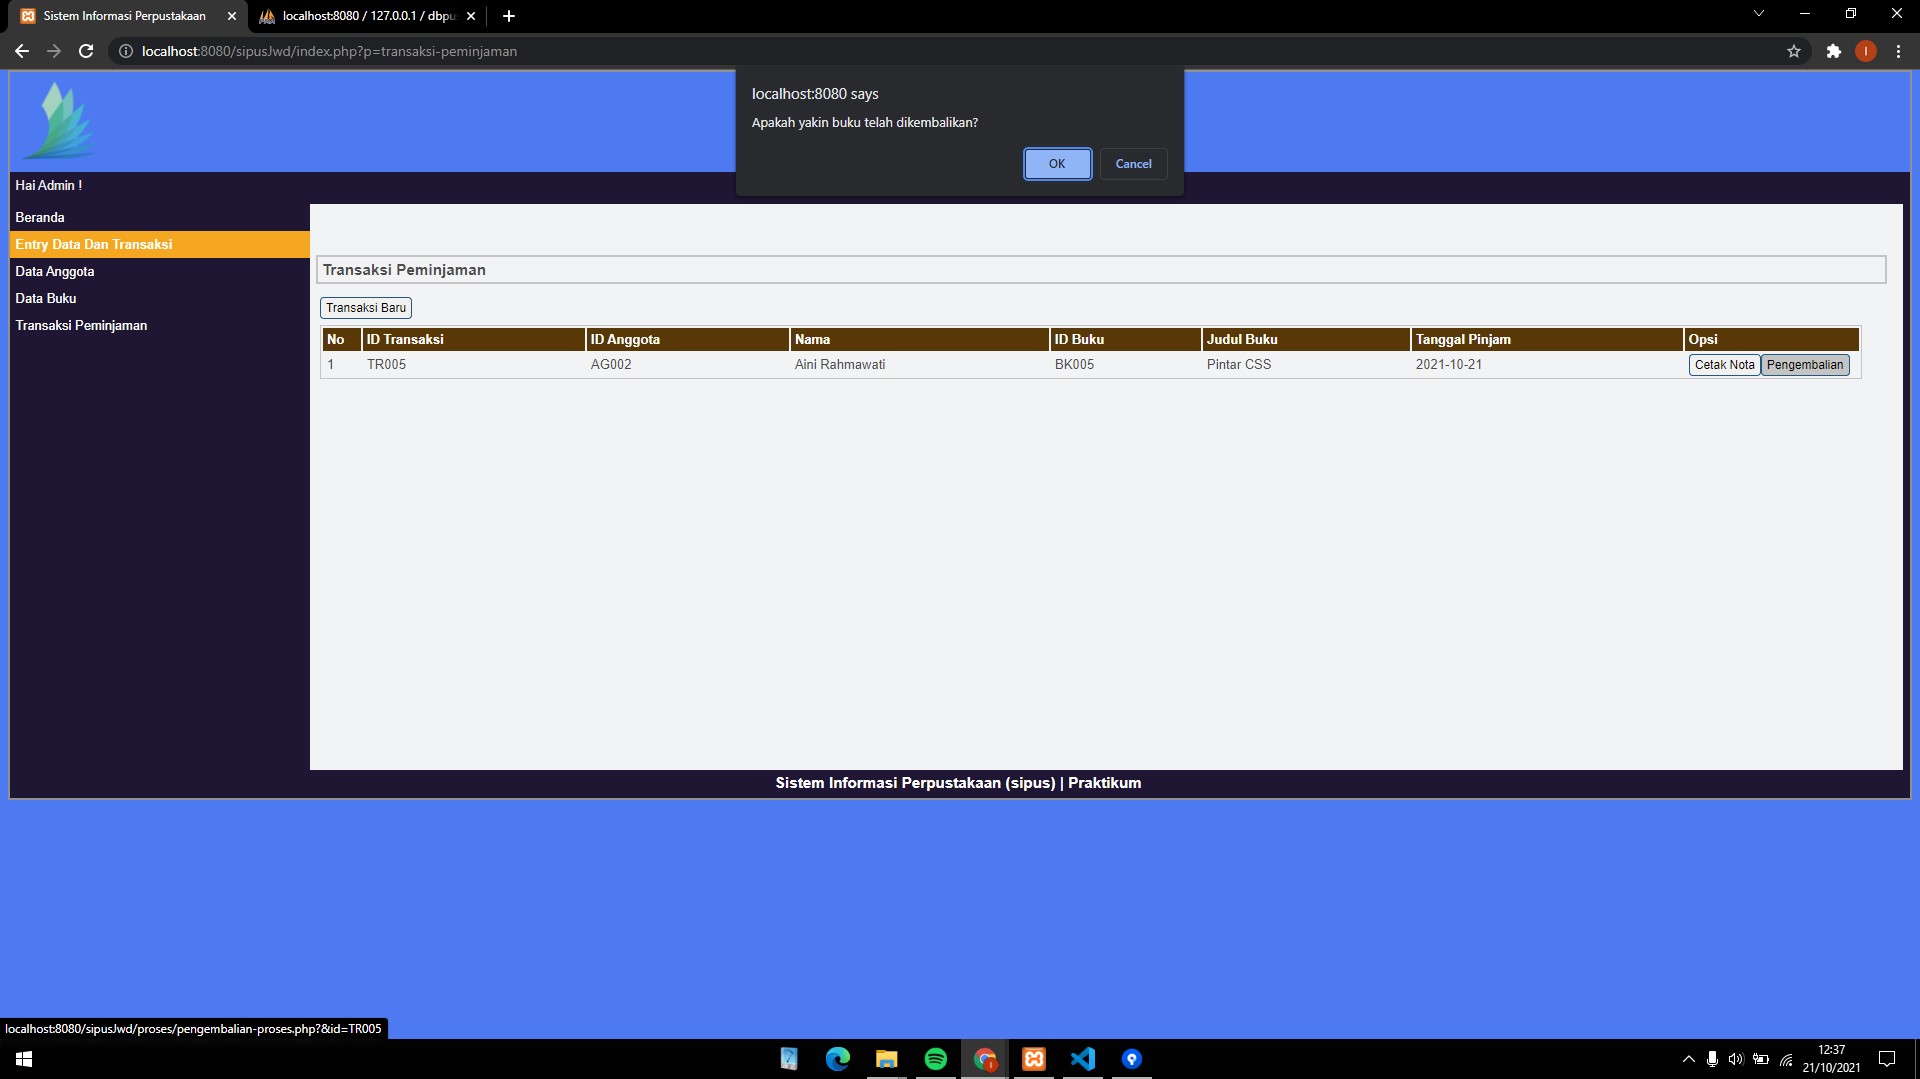 Sistem Informasi Perpustakaan
localhost:8080 / 127.0.0.1 / dbpu
localhost:8080/sipusJwd/index.php?p=transaksi-peminjaman
I
localhost:8080 says
Apakah yakin buku telah dikembalikan?
OK Cancel
Hai Admin !
Beranda
Entry Data Dan Transaksi
Data Anggota
Data Buku
Transaksi Peminjaman
Transaksi Peminjaman
Transaksi Baru
No ID Transaksi ID Anggota Nama ID Buku Judul Buku Tanggal Pinjam Opsi
1 TR005 AG002 Aini Rahmawati BK005 Pintar CSS 2021-10-21 Cetak Nota Pengembalian
Sistem Informasi Perpustakaan (sipus) | Praktikum
localhost:8080/sipusJwd/proses/pengembalian-proses.php?&id=TR005
12:37
21/10/2021